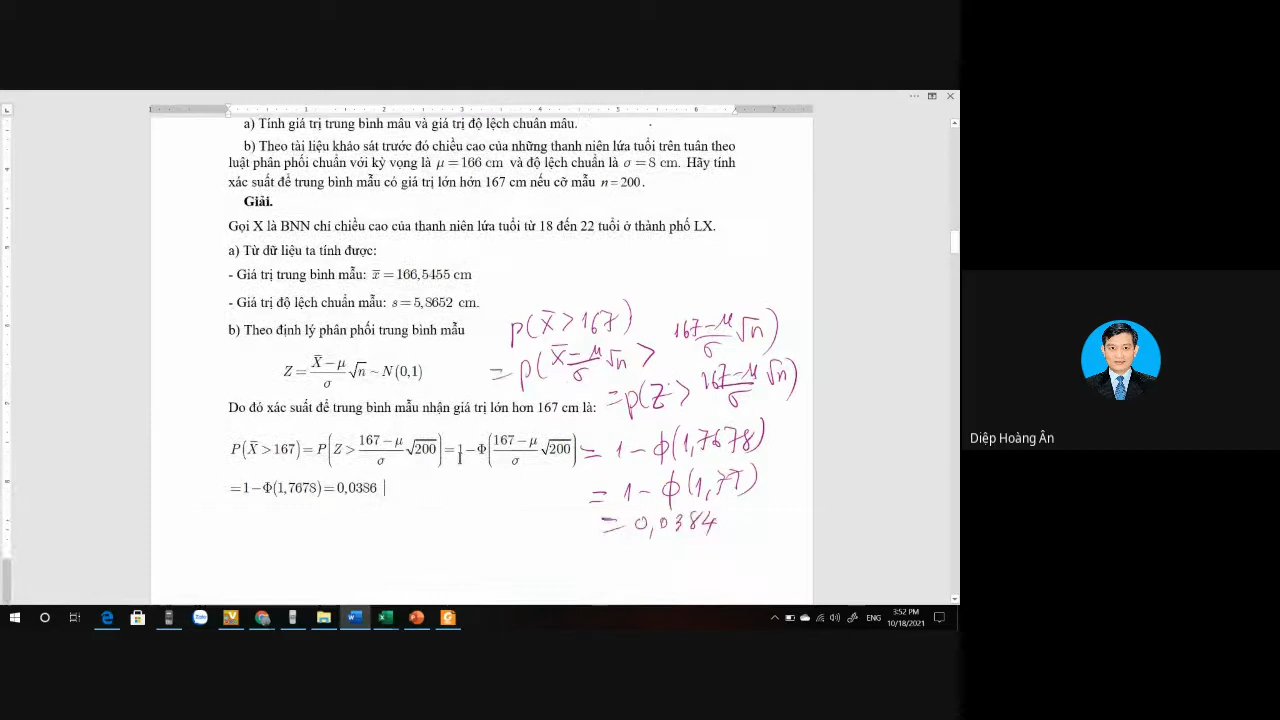 a) Tính giá trị trung bình mẫu và giá trị độ lệch chuẩn mẫu.
b) Theo tài liệu khảo sát trước đó chiều cao của những thanh niên lứa tuổi trên tuân theo
luật phân phối chuẩn với kỳ vọng là μ = 166 cm và độ lệch chuẩn là σ = 8 cm. Hãy tính
xác suất để trung bình mẫu có giá trị lớn hơn 167 cm nếu cỡ mẫu n = 200.
Giải.
Gọi X là BNN chỉ chiều cao của thanh niên lứa tuổi từ 18 đến 22 tuổi ở thành phố LX.
a) Từ dữ liệu ta tính được:
- Giá trị trung bình mẫu: x̄ = 166,5455 cm
- Giá trị độ lệch chuẩn mẫu: s = 5,8652 cm.
b) Theo định lý phân phối trung bình mẫu
Z = (X̄ − μ)/σ √n ~ N(0,1)
Do đó xác suất để trung bình mẫu nhận giá trị lớn hơn 167 cm là:
P(X̄ > 167) = P(Z > (167 − μ)/σ √200) = 1 − Φ((167 − μ)/σ √200)
= 1 − Φ(1,7678) = 0,0386
P(X̄ > 167)
= P((X̄ − μ)/σ √n > (167 − μ)/σ √n)
= P(Z > (167 − μ)/σ √n)
= 1 − Φ(1,7678)
= 1 − Φ(1,77)
= 0,0384
Diệp Hoàng Ân
ENG
3:52 PM
10/18/2021